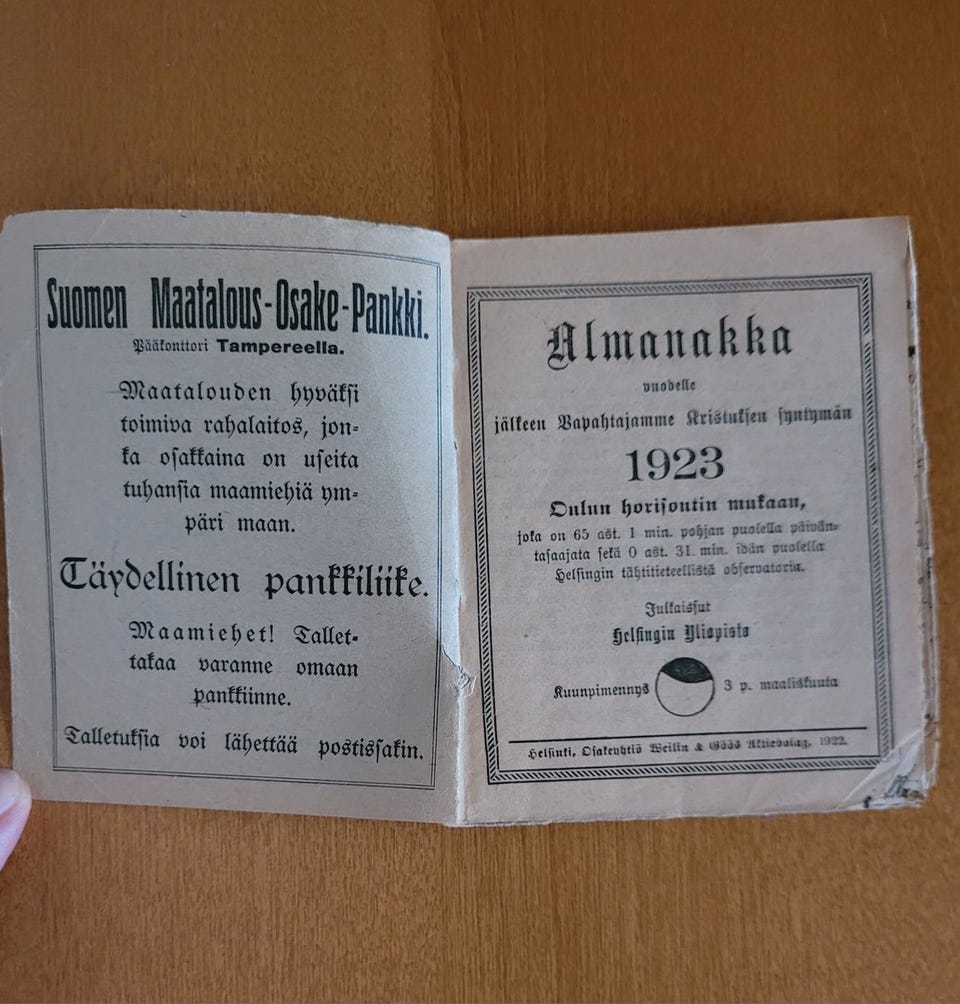 Suomen Maatalous-Osake-Pankki.
Pääkonttori Tampereella.
Maatalouden hyväksi
toimiva rahalaitos, jon-
ka osakkaina on useita
tuhansia maamiehiä ym-
päri maan.
Täydellinen pankkiliike.
Maamiehet! Tallet-
takaa varanne omaan
pankkiinne.
Talletuksia voi lähettää postissakin.
Almanakka
vuodelle
jälkeen Vapahtajamme Kristuksen syntymän
1923
Oulun horisontin mukaan,
joka on 65 ast. 1 min. pohjan puolella päivän-
tasaajata sekä 0 ast. 31. min. idän puolella
Helsingin tähtitieteellistä observatoria.
Julkaissut
Helsingin Yliopisto
Kuunpimennys 3 p. maaliskuuta
Helsinki, Osakeyhtiö Weilin & Göös Aktiebolag, 1922.